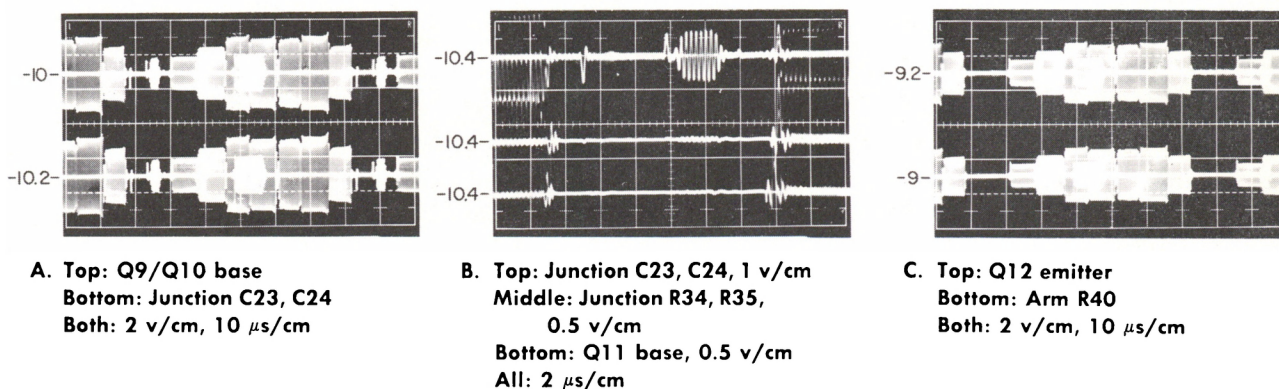 -10-
-10.2-
A. Top: Q9/Q10 base
Bottom: Junction C23, C24
Both: 2 v/cm, 10 μs/cm
-10.4-
-10.4-
-10.4-
B. Top: Junction C23, C24, 1 v/cm
Middle: Junction R34, R35,
0.5 v/cm
Bottom: Q11 base, 0.5 v/cm
All: 2 μs/cm
-9.2-
-9-
C. Top: Q12 emitter
Bottom: Arm R40
Both: 2 v/cm, 10 μs/cm